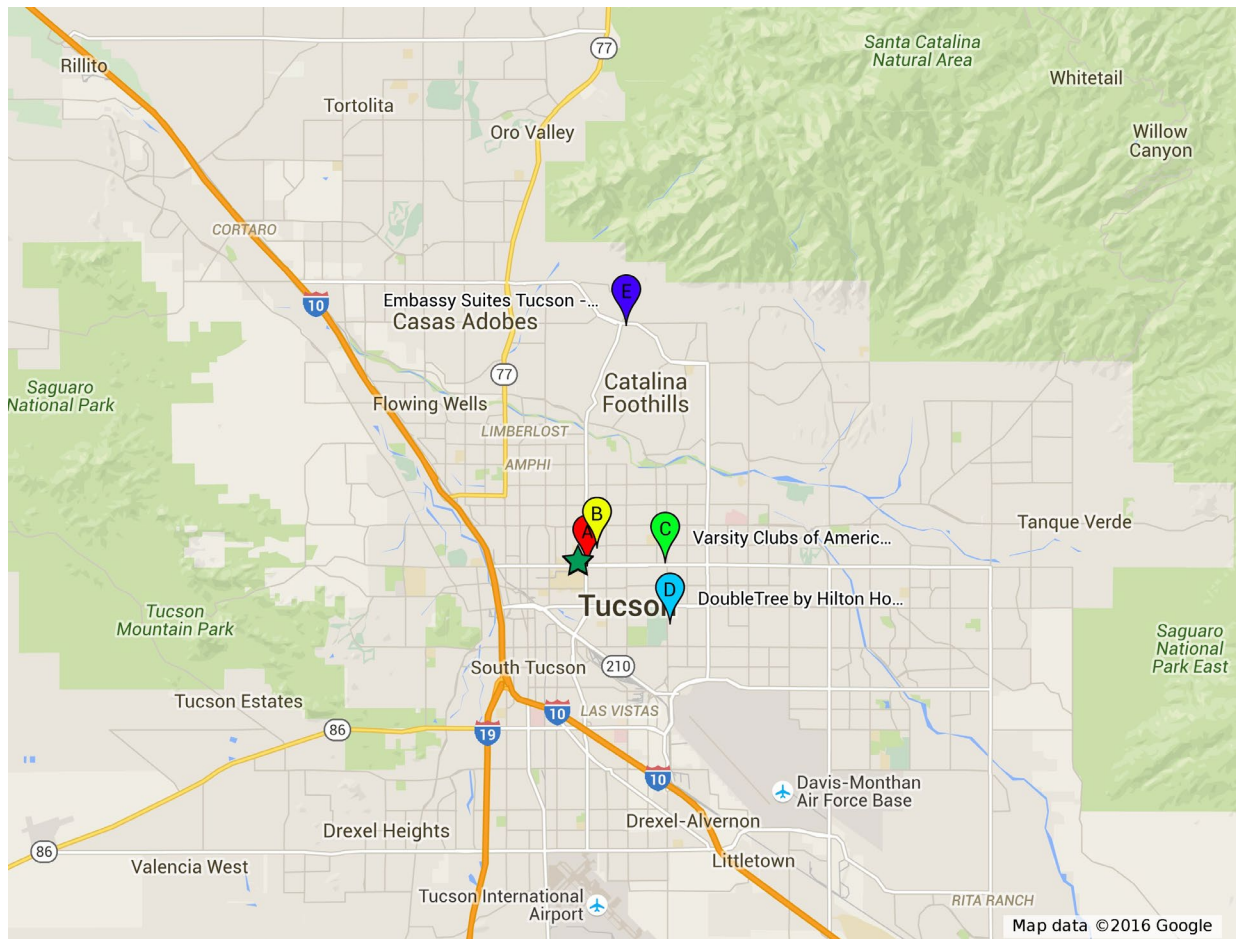 Santa Catalina
Natural Area
77
Rillito
Whitetail
Tortolita
Oro Valley
Willow
Canyon
CORTARO
E
Embassy Suites Tucson -...
10
Casas Adobes
77
Catalina
Foothills
Saguaro
National Park
Flowing Wells
LIMBERLOST
AMPHI
B
A
C
Varsity Clubs of Americ...
Tanque Verde
D
DoubleTree by Hilton Ho...
Tucson
Tucson
Mountain Park
Saguaro
National
Park East
South Tucson
210
Tucson Estates
10
LAS VISTAS
86
19
10
Davis-Monthan
Air Force Base
Drexel Heights
Drexel-Alvernon
86
Valencia West
Littletown
Tucson International
Airport
RITA RANCH
Map data ©2016 Google